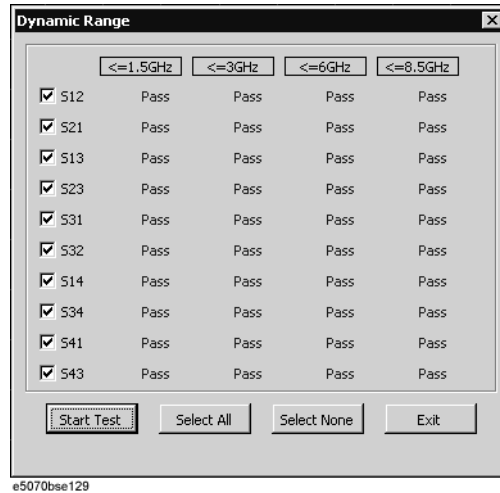 Dynamic Range
<=1.5GHz <=3GHz <=6GHz <=8.5GHz
S12 Pass Pass Pass Pass
S21 Pass Pass Pass Pass
S13 Pass Pass Pass Pass
S23 Pass Pass Pass Pass
S31 Pass Pass Pass Pass
S32 Pass Pass Pass Pass
S14 Pass Pass Pass Pass
S34 Pass Pass Pass Pass
S41 Pass Pass Pass Pass
S43 Pass Pass Pass Pass
Start Test Select All Select None Exit
e5070bse129